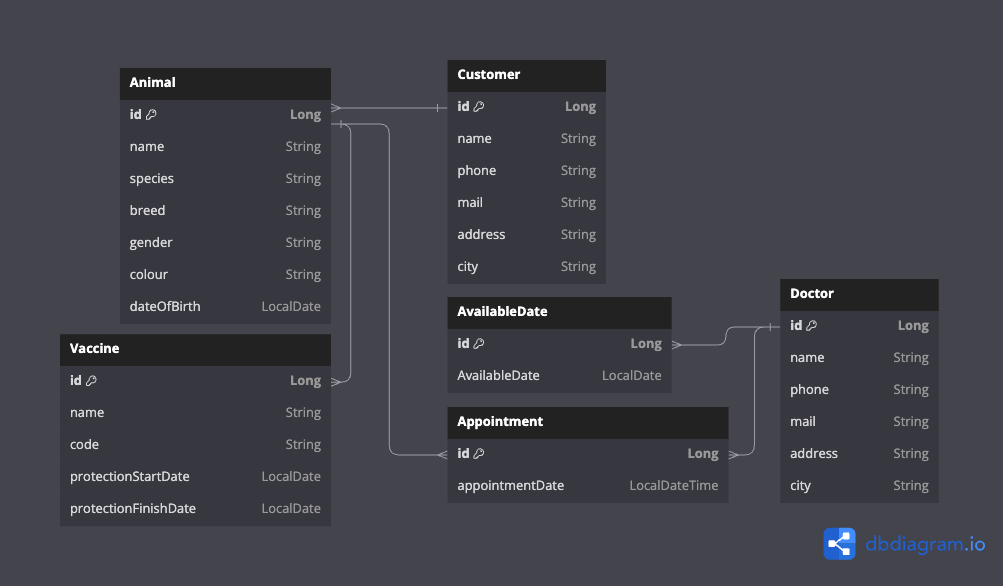 Animal
id Long
name String
species String
breed String
gender String
colour String
dateOfBirth LocalDate
Vaccine
id Long
name String
code String
protectionStartDate LocalDate
protectionFinishDate LocalDate
Customer
id Long
name String
phone String
mail String
address String
city String
AvailableDate
id Long
AvailableDate LocalDate
Appointment
id Long
appointmentDate LocalDateTime
Doctor
id Long
name String
phone String
mail String
address String
city String
dbdiagram.io